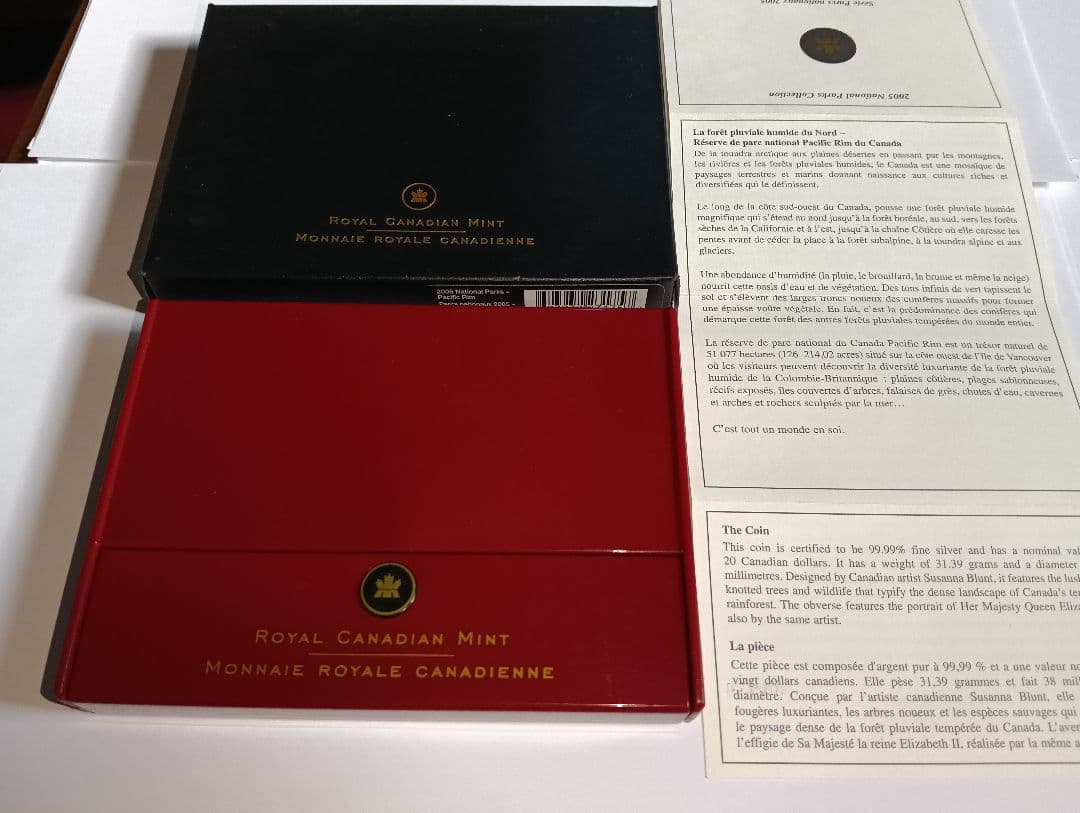 ROYAL CANADIAN MINT
MONNAIE ROYALE CANADIENNE
2005 National Parks –
Pacific Rim
Parcs nationaux 2005 –
ROYAL CANADIAN MINT
MONNAIE ROYALE CANADIENNE
Série Parcs nationaux 2005
2005 National Parks Collection
La forêt pluviale humide du Nord –
Réserve de parc national Pacific Rim du Canada
De la toundra arctique aux plaines désertes en passant par les montagnes,
les rivières et les forêts pluviales humides, le Canada est une mosaïque de
paysages terrestres et marins donnant naissance aux cultures riches et
diversifiées qui le définissent.
Le long de la côte sud-ouest du Canada, pousse une forêt pluviale humide
magnifique qui s'étend au nord jusqu'à la forêt boréale, au sud, vers les forêts
sèches de la Californie et à l'est, jusqu'à la chaîne Côtière où elle caresse les
pentes avant de céder la place à la forêt subalpine, à la toundra alpine et aux
glaciers.
Une abondance d'humidité (la pluie, le brouillard, la brume et même la neige)
nourit cette oasis d'eau et de végétation. Des tons infinis de vert tapissent le
sol et s'élèvent des larges troncs noueux des conifères massifs pour former
une épaisse voûte végétale. En fait, c'est la prédominance des conifères qui
démarque cette forêt des autres forêts pluviales tempérées du monde entier.
La réserve de parc national du Canada Pacific Rim est un trésor naturel de
51 077 hectares (126 214,02 acres) situé sur la côte ouest de l'île de Vancouver
où les visiteurs peuvent découvrir la diversité luxuriante de la forêt pluviale
humide de la Colombie-Britannique : plaines côtières, plages sablonneuses,
récifs exposés, îles couvertes d'arbres, falaises de grès, chutes d'eau, cavernes
et arches et rochers sculptés par la mer…
C'est tout un monde en soi.
The Coin
This coin is certified to be 99.99% fine silver and has a nominal val
20 Canadian dollars. It has a weight of 31.39 grams and a diameter
millimetres. Designed by Canadian artist Susanna Blunt, it features the lush
knotted trees and wildlife that typify the dense landscape of Canada's te
rainforest. The obverse features the portrait of Her Majesty Queen Eliz
also by the same artist.
La pièce
Cette pièce est composée d'argent pur à 99,99 % et a une valeur no
vingt dollars canadiens. Elle pèse 31,39 grammes et fait 38 mil
diamètre. Conçue par l'artiste canadienne Susanna Blunt, elle
fougères luxuriantes, les arbres noueux et les espèces sauvages qui
le paysage dense de la forêt pluviale tempérée du Canada. L'aver
l'effigie de Sa Majesté la reine Elizabeth II, réalisée par la même a